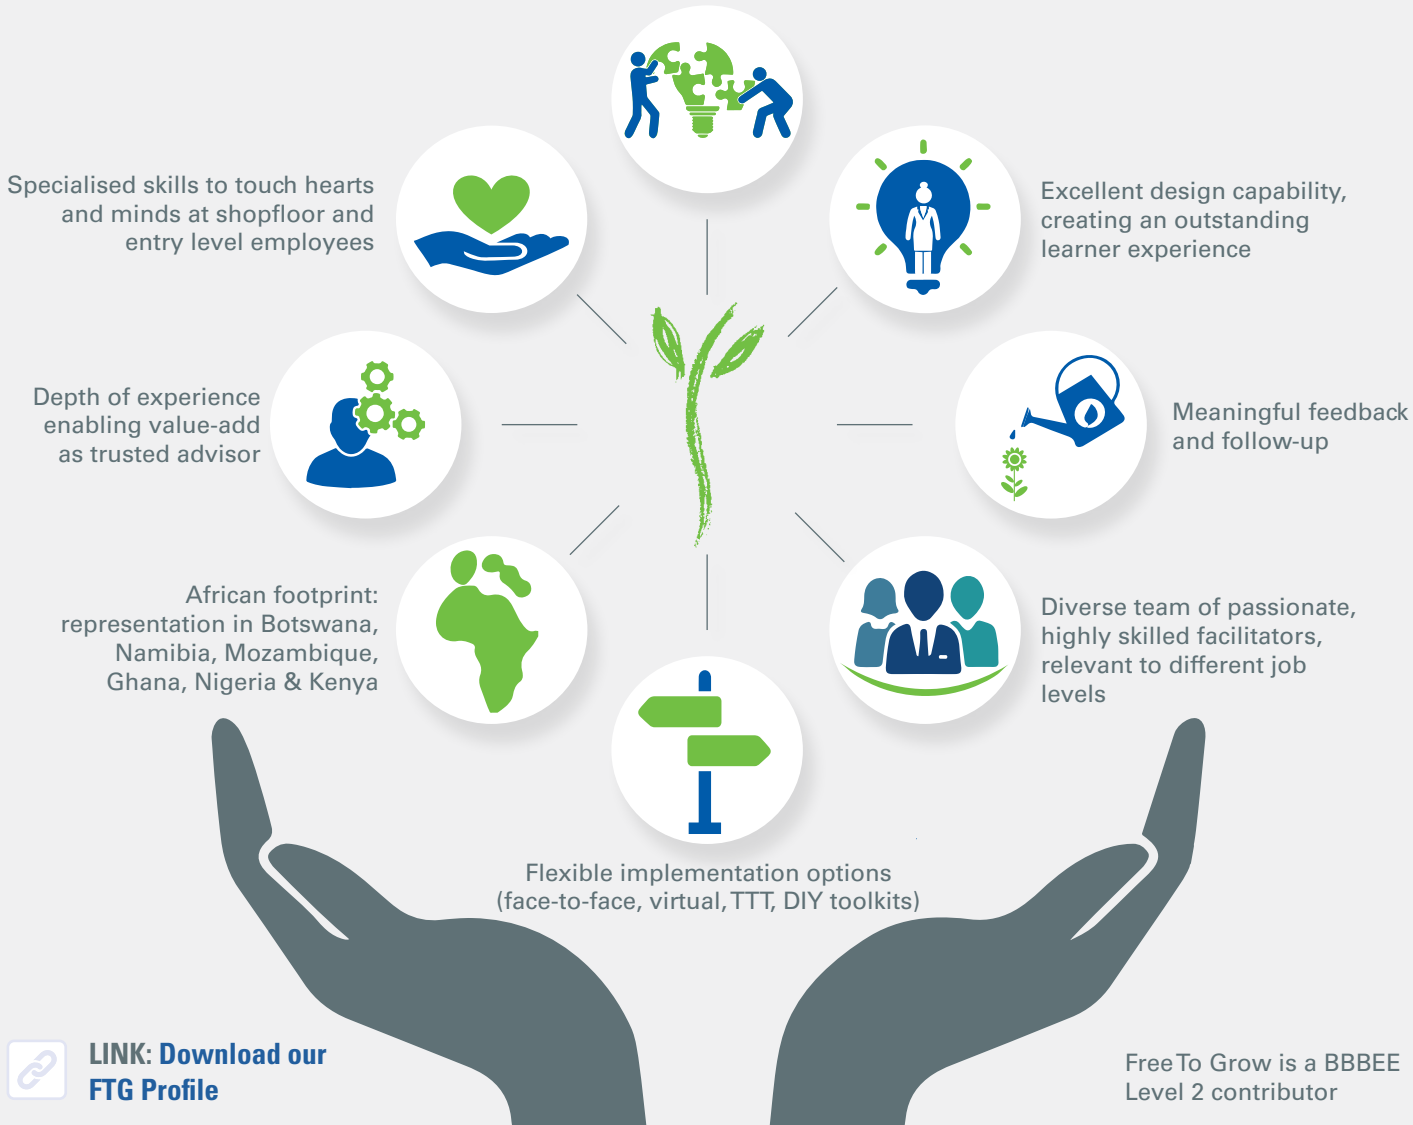 Specialised skills to touch hearts
and minds at shopfloor and
entry level employees
Excellent design capability,
creating an outstanding
learner experience
Depth of experience
enabling value-add
as trusted advisor
Meaningful feedback
and follow-up
African footprint:
representation in Botswana,
Namibia, Mozambique,
Ghana, Nigeria & Kenya
Diverse team of passionate,
highly skilled facilitators,
relevant to different job
levels
Flexible implementation options
(face-to-face, virtual, TTT, DIY toolkits)
LINK: Download our
FTG Profile
Free To Grow is a BBBEE
Level 2 contributor